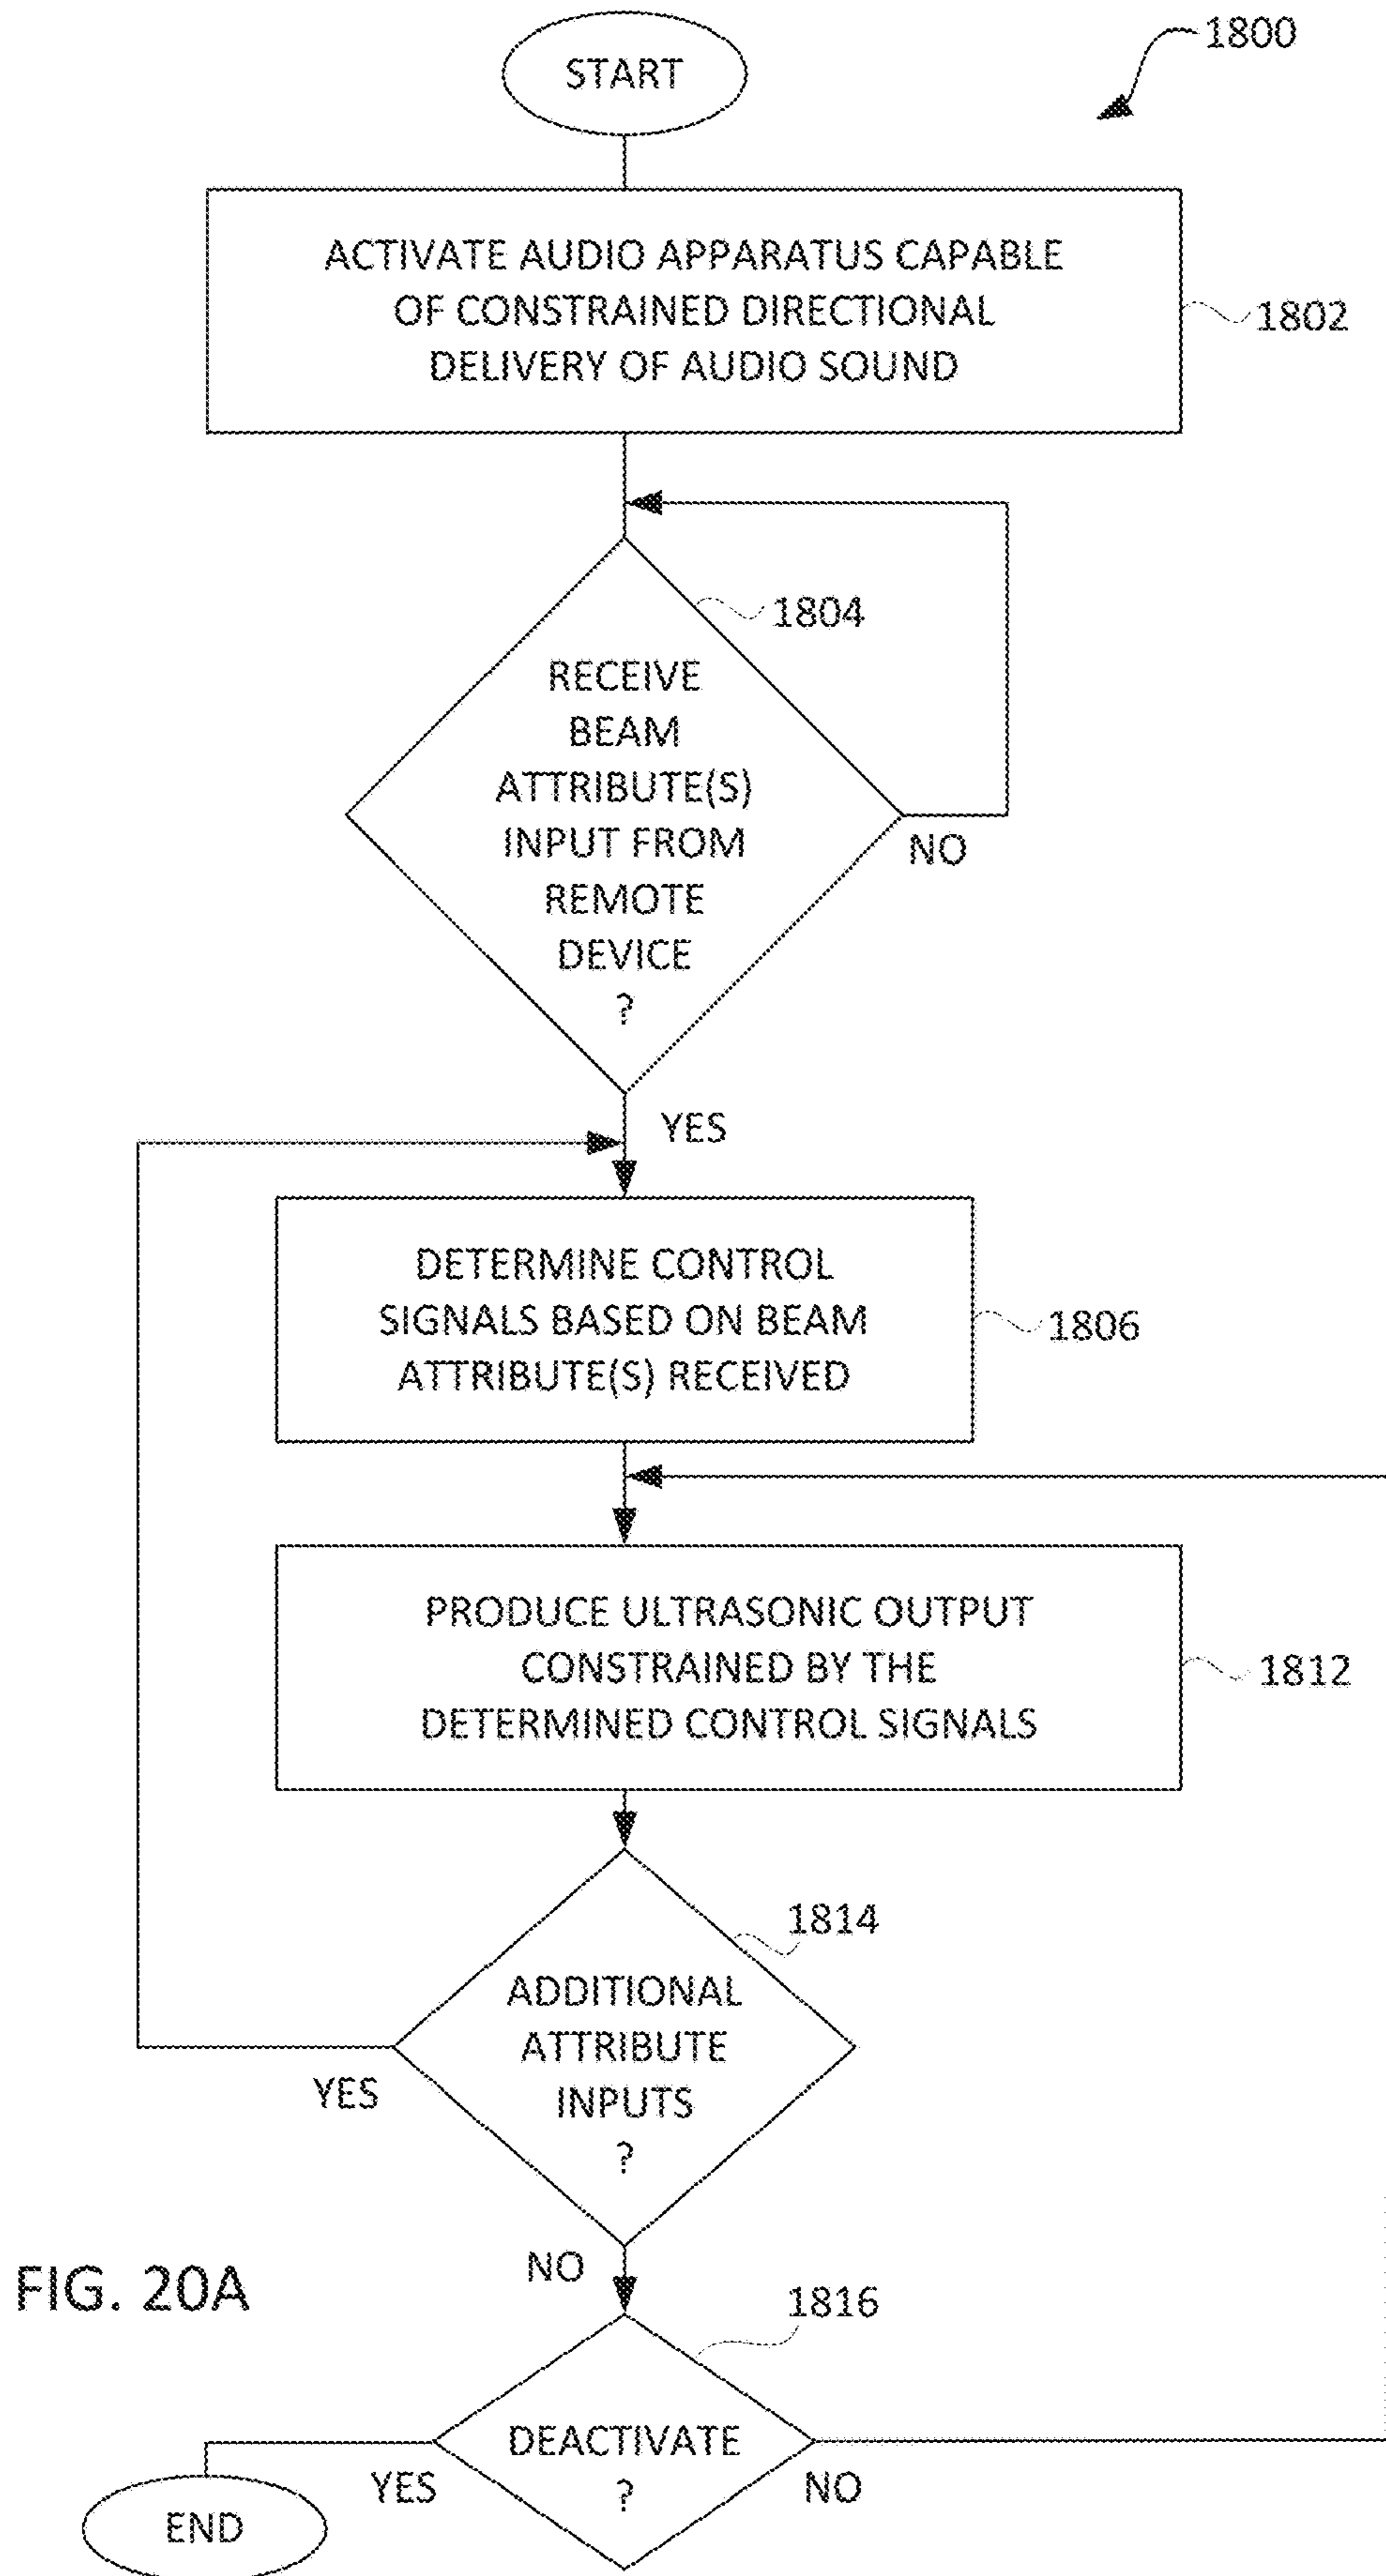 1800
START
ACTIVATE AUDIO APPARATUS CAPABLE
OF CONSTRAINED DIRECTIONAL
DELIVERY OF AUDIO SOUND
1802
1804
RECEIVE
BEAM
ATTRIBUTE(S)
INPUT FROM
REMOTE
DEVICE
?
NO
YES
DETERMINE CONTROL
SIGNALS BASED ON BEAM
ATTRIBUTE(S) RECEIVED
1806
PRODUCE ULTRASONIC OUTPUT
CONSTRAINED BY THE
DETERMINED CONTROL SIGNALS
1812
1814
ADDITIONAL
ATTRIBUTE
INPUTS
?
YES
NO
FIG. 20A
1816
DEACTIVATE
?
YES
NO
END